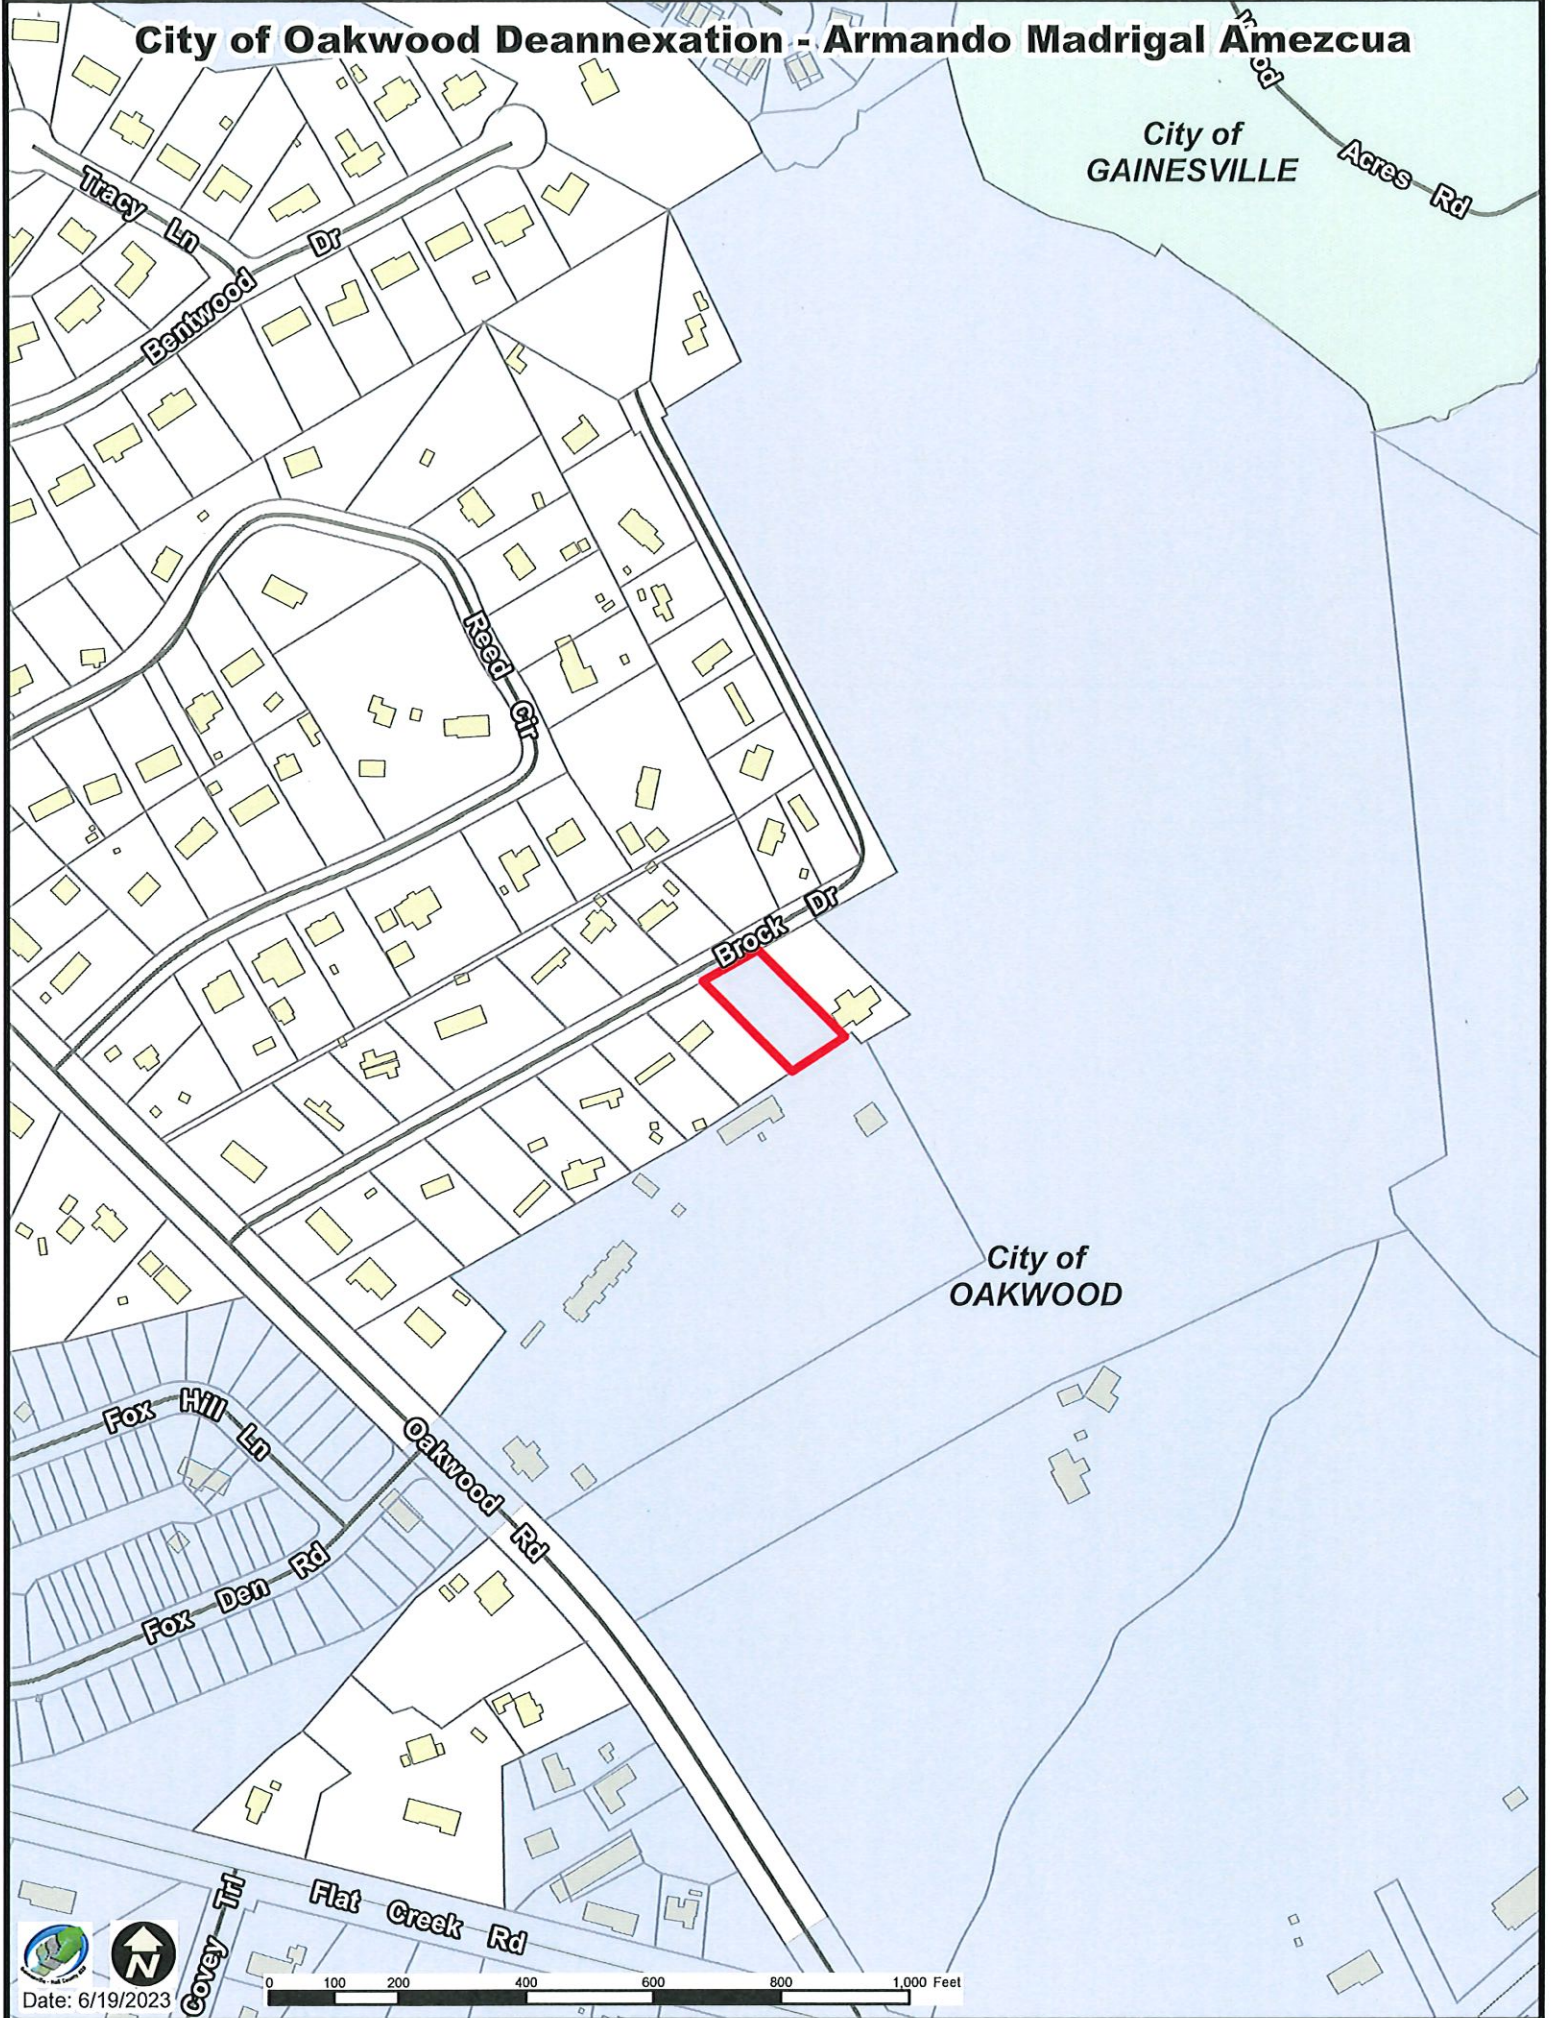 City of Oakwood Deannexation - Armando Madrigal Amezcua
City of
GAINESVILLE
Acres Rd
Tracy Ln
Bentwood Dr
Reed Cir
Brock Dr
City of
OAKWOOD
Fox Hill Ln
Oakwood Rd
Fox Den Rd
Covey Trl
Flat Creek Rd
N
0 100 200 400 600 800 1,000 Feet
Date: 6/19/2023